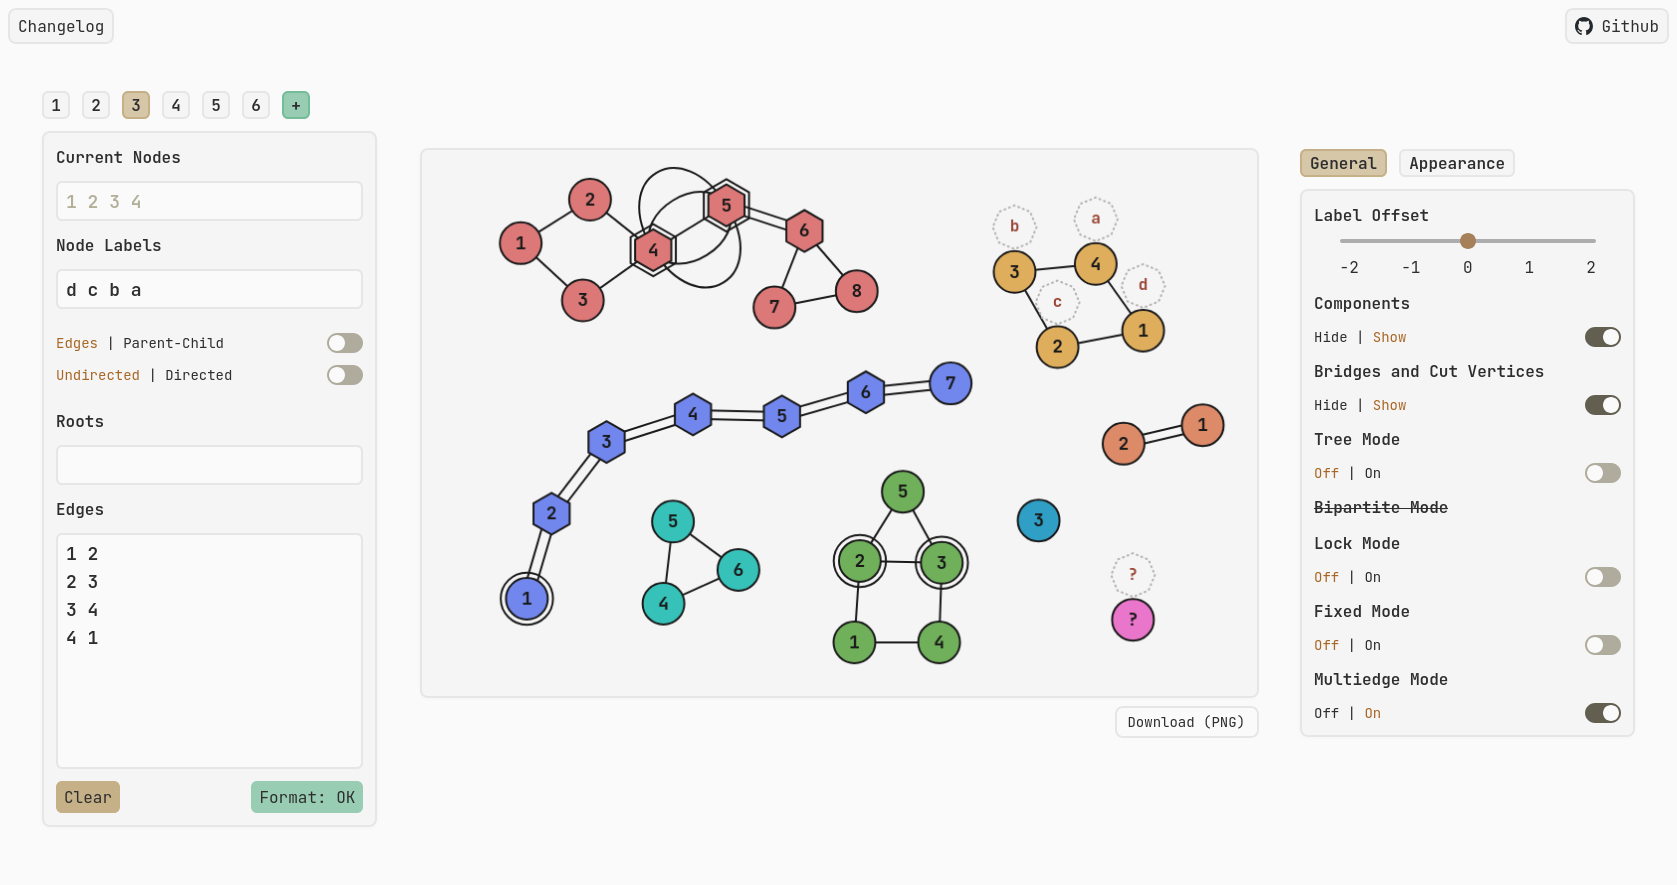 Changelog
Github
1 2 3 4 5 6 +
Current Nodes
1 2 3 4
Node Labels
d c b a
Edges | Parent-Child
Undirected | Directed
Roots
Edges
1 2
2 3
3 4
4 1
Clear
Format: OK
1
2
3
4
5
6
7
8
b
a
3
4
d
c
1
2
7
6
5
4
3
2
1
2
1
5
6
4
5
2
3
1
4
3
?
?
Download (PNG)
General
Appearance
Label Offset
-2 -1 0 1 2
Components
Hide | Show
Bridges and Cut Vertices
Hide | Show
Tree Mode
Off | On
Bipartite Mode
Lock Mode
Off | On
Fixed Mode
Off | On
Multiedge Mode
Off | On